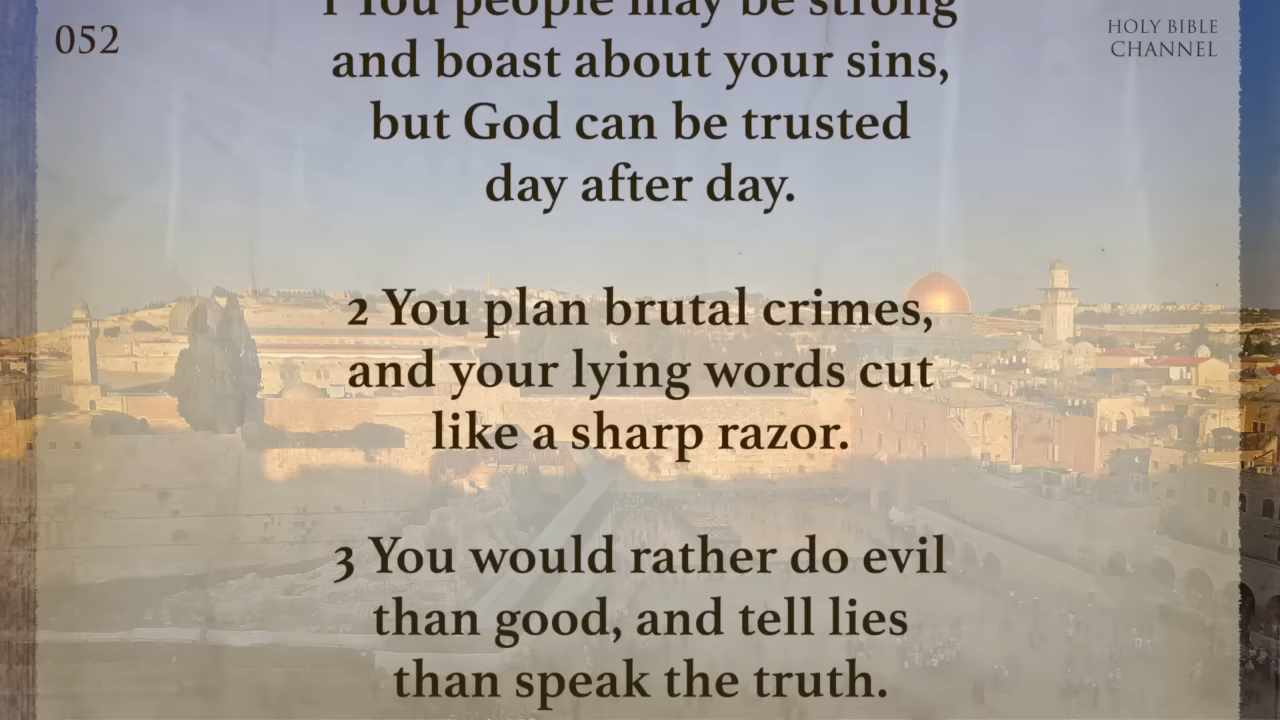 052
HOLY BIBLE
CHANNEL
1 You people may be strong
and boast about your sins,
but God can be trusted
day after day.
2 You plan brutal crimes,
and your lying words cut
like a sharp razor.
3 You would rather do evil
than good, and tell lies
than speak the truth.